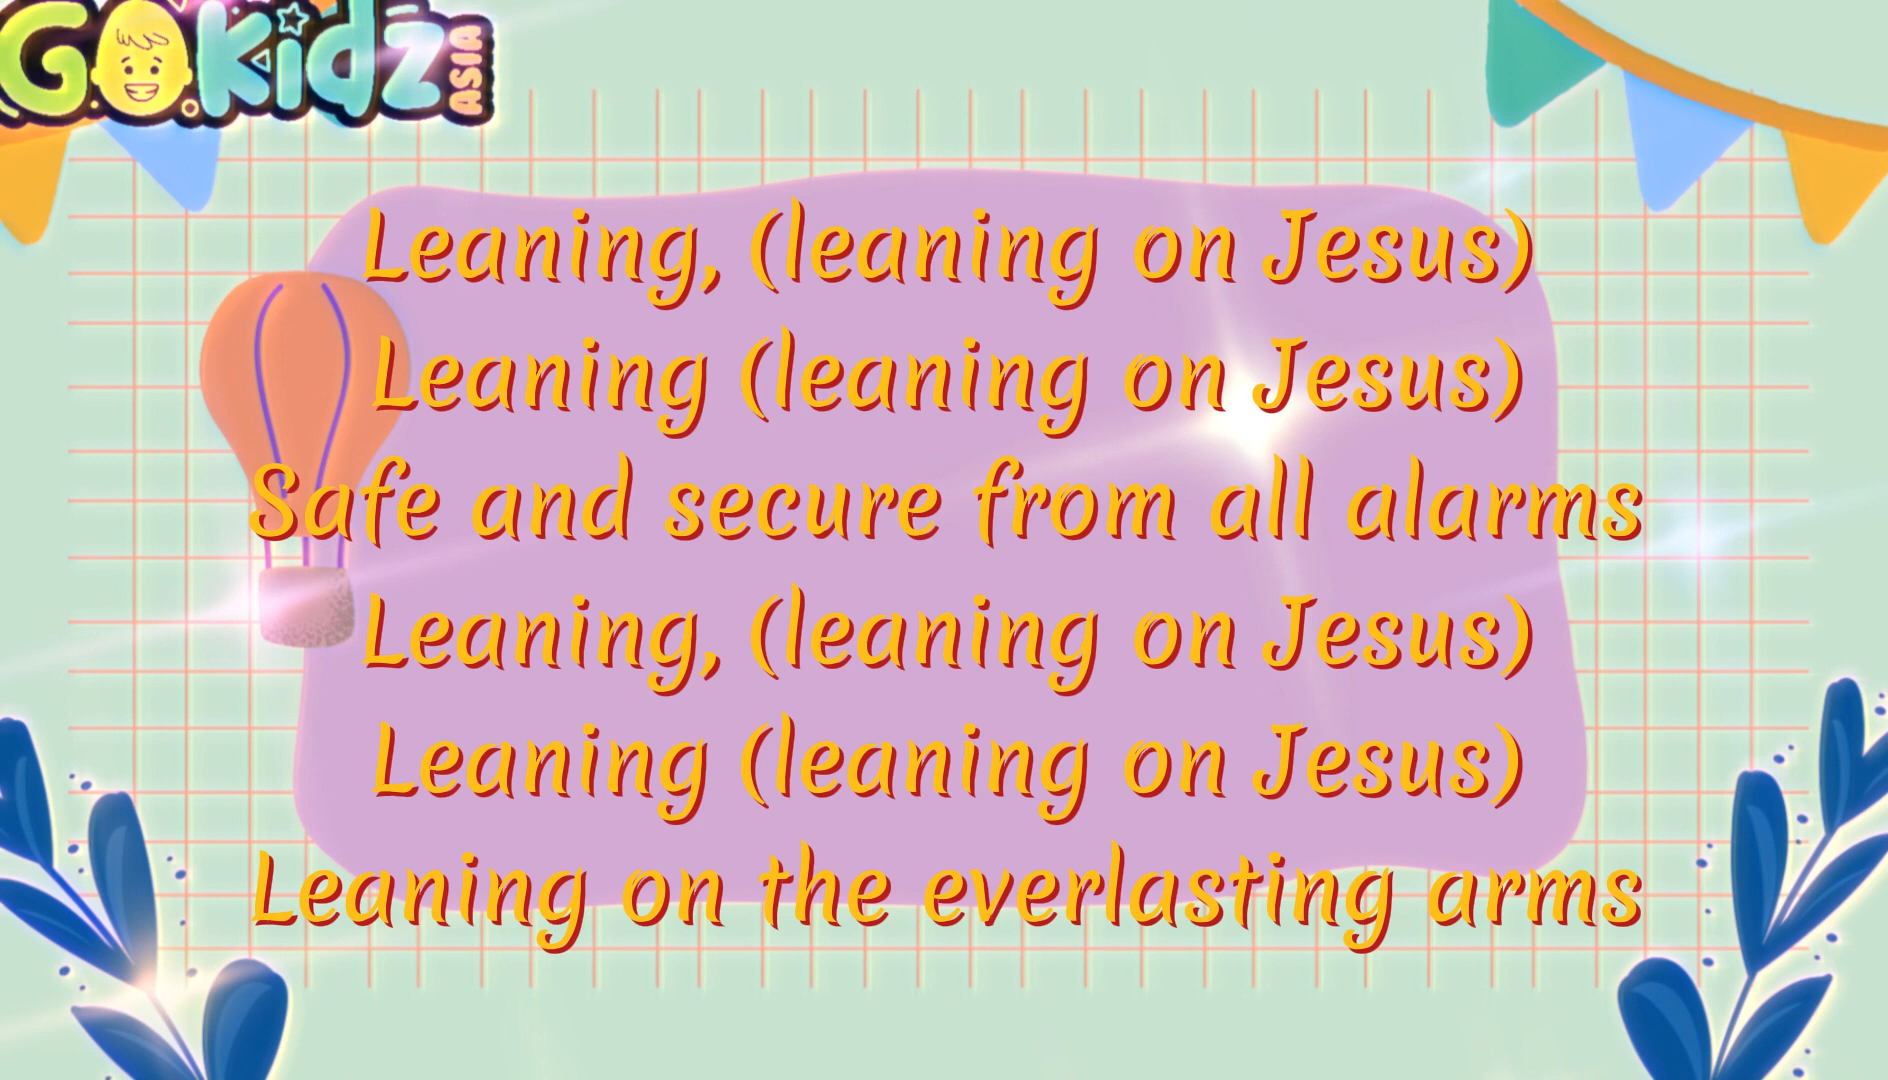 GOKidz ASIA
Leaning, (leaning on Jesus)
Leaning (leaning on Jesus)
Safe and secure from all alarms
Leaning, (leaning on Jesus)
Leaning (leaning on Jesus)
Leaning on the everlasting arms